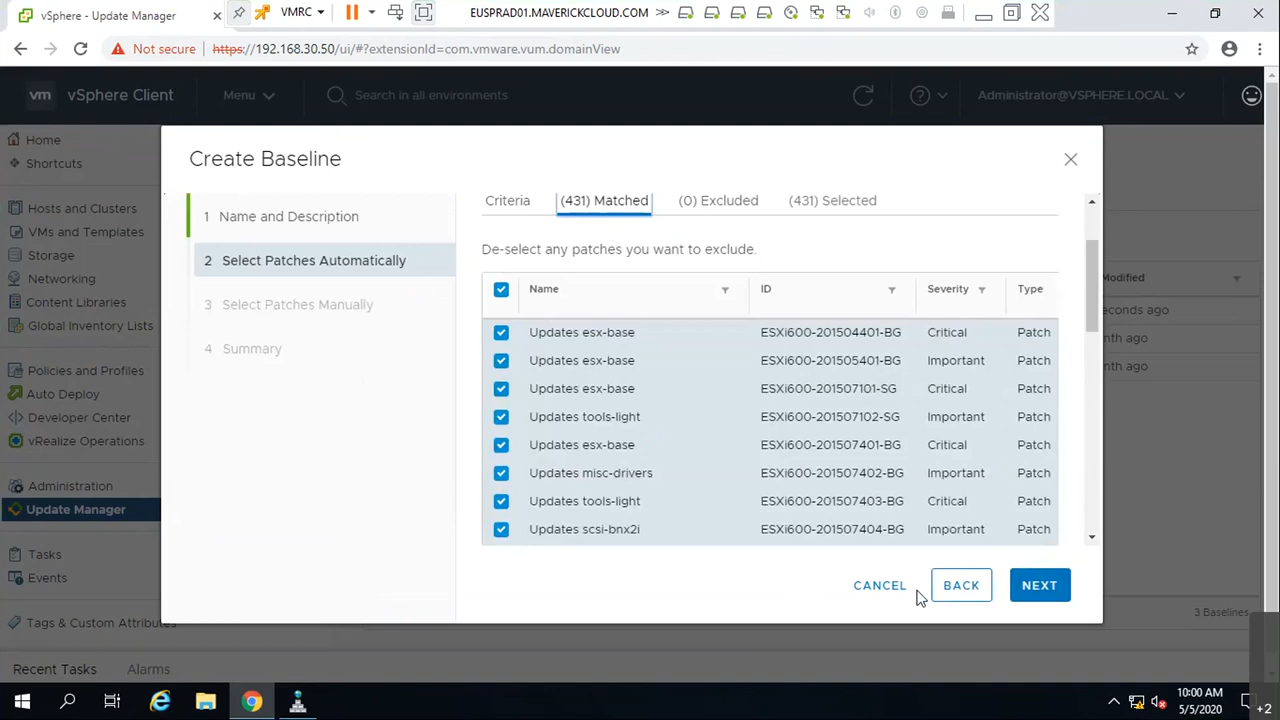 vSphere - Update Manager
VMRC
EUSPRAD01.MAVERICKCLOUD.COM
Not secure
https://192.168.30.50/ui/#?extensionId=com.vmware.vum.domainView
vm vSphere Client
Menu
Search in all environments
Administrator@VSPHERE.LOCAL
Home
Shortcuts
Hosts and Clusters
VMs and Templates
Storage
Networking
Content Libraries
Global Inventory Lists
Policies and Profiles
Auto Deploy
Developer Center
vRealize Operations
Administration
Update Manager
Tasks
Events
Tags & Custom Attributes
Create Baseline
1 Name and Description
2 Select Patches Automatically
3 Select Patches Manually
4 Summary
Criteria (431) Matched (0) Excluded (431) Selected
De-select any patches you want to exclude.
Name ID Severity Type
Updates esx-base ESXi600-201504401-BG Critical Patch
Updates esx-base ESXi600-201505401-BG Important Patch
Updates esx-base ESXi600-201507101-SG Critical Patch
Updates tools-light ESXi600-201507102-SG Important Patch
Updates esx-base ESXi600-201507401-BG Critical Patch
Updates misc-drivers ESXi600-201507402-BG Important Patch
Updates tools-light ESXi600-201507403-BG Critical Patch
Updates scsi-bnx2i ESXi600-201507404-BG Important Patch
CANCEL BACK NEXT
Modified
seconds ago
month ago
month ago
3 Baselines
Recent Tasks Alarms
10:00 AM
5/5/2020
+2